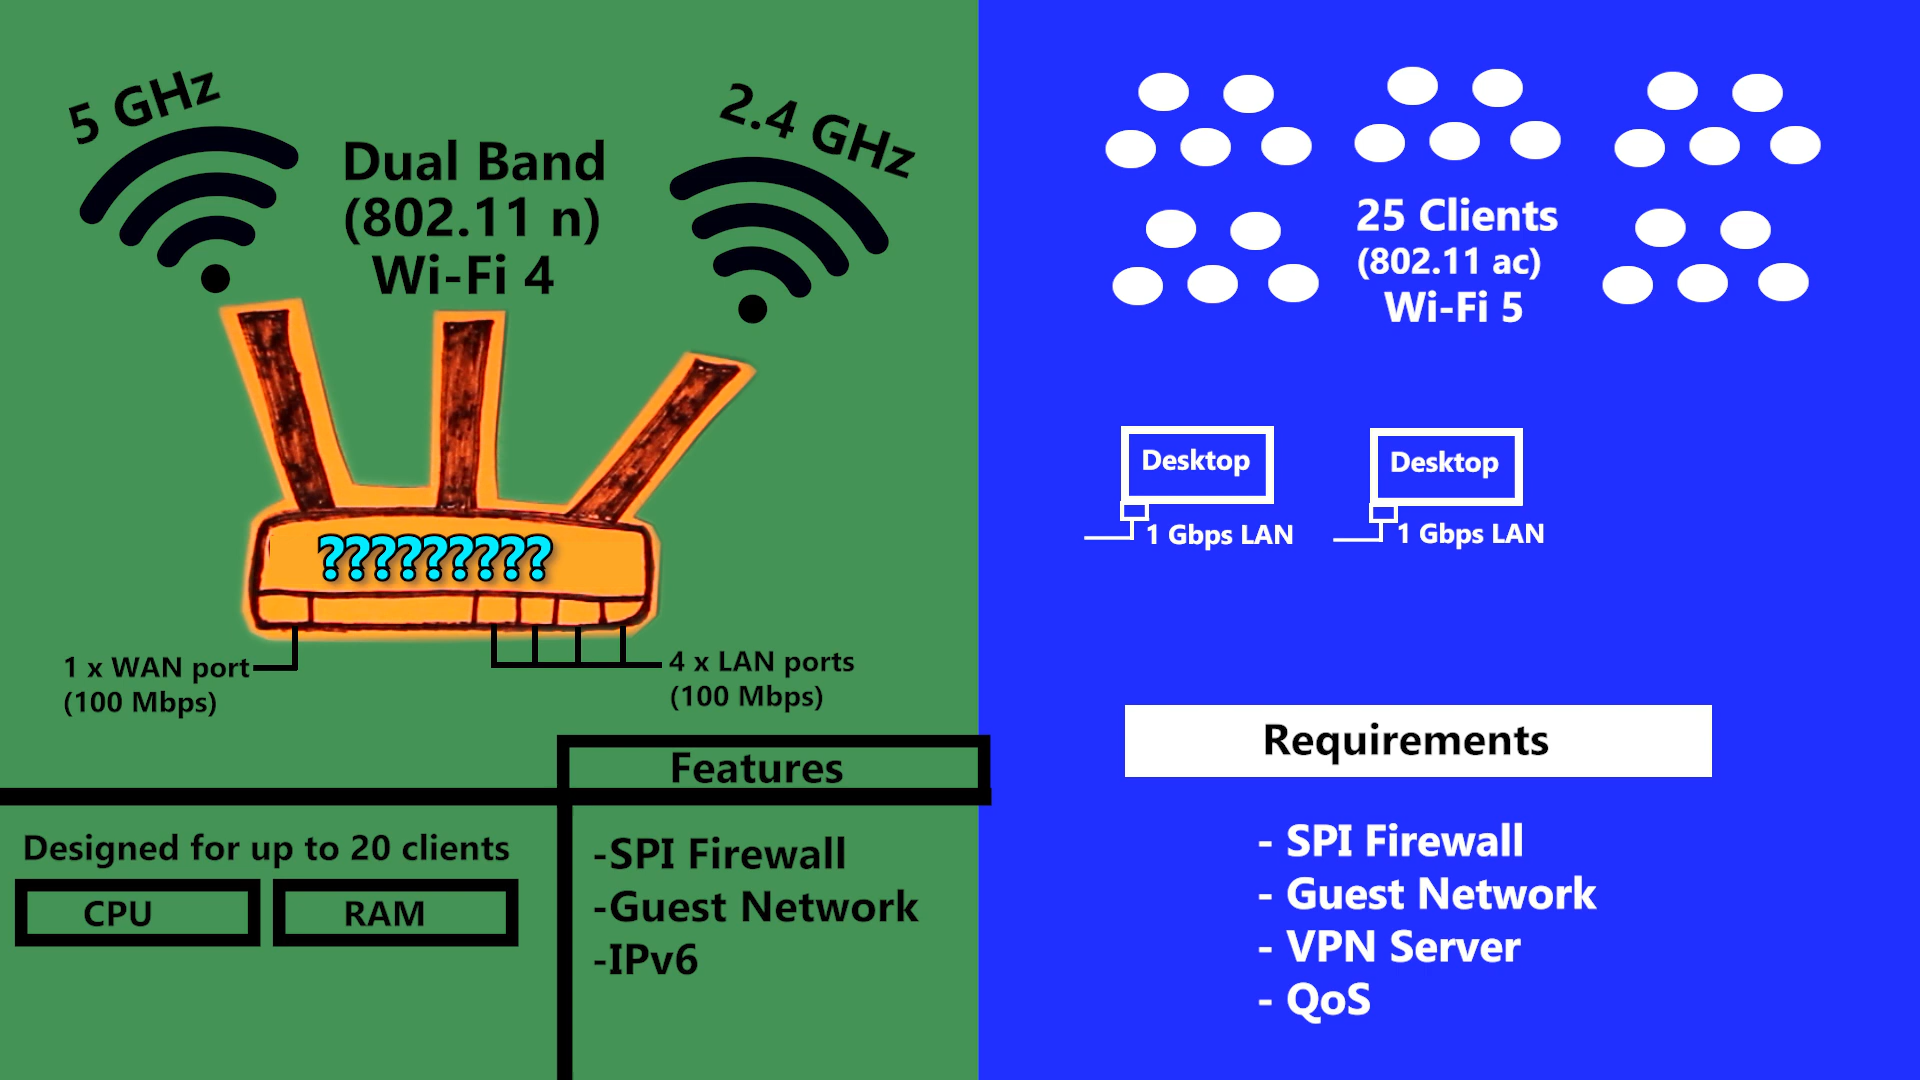 5 GHz
Dual Band
(802.11 n)
Wi-Fi 4
2.4 GHz
?????????
1 x WAN port
(100 Mbps)
4 x LAN ports
(100 Mbps)
Designed for up to 20 clients
CPU
RAM
Features
-SPI Firewall
-Guest Network
-IPv6
25 Clients
(802.11 ac)
Wi-Fi 5
Desktop
1 Gbps LAN
Desktop
1 Gbps LAN
Requirements
- SPI Firewall
- Guest Network
- VPN Server
- QoS